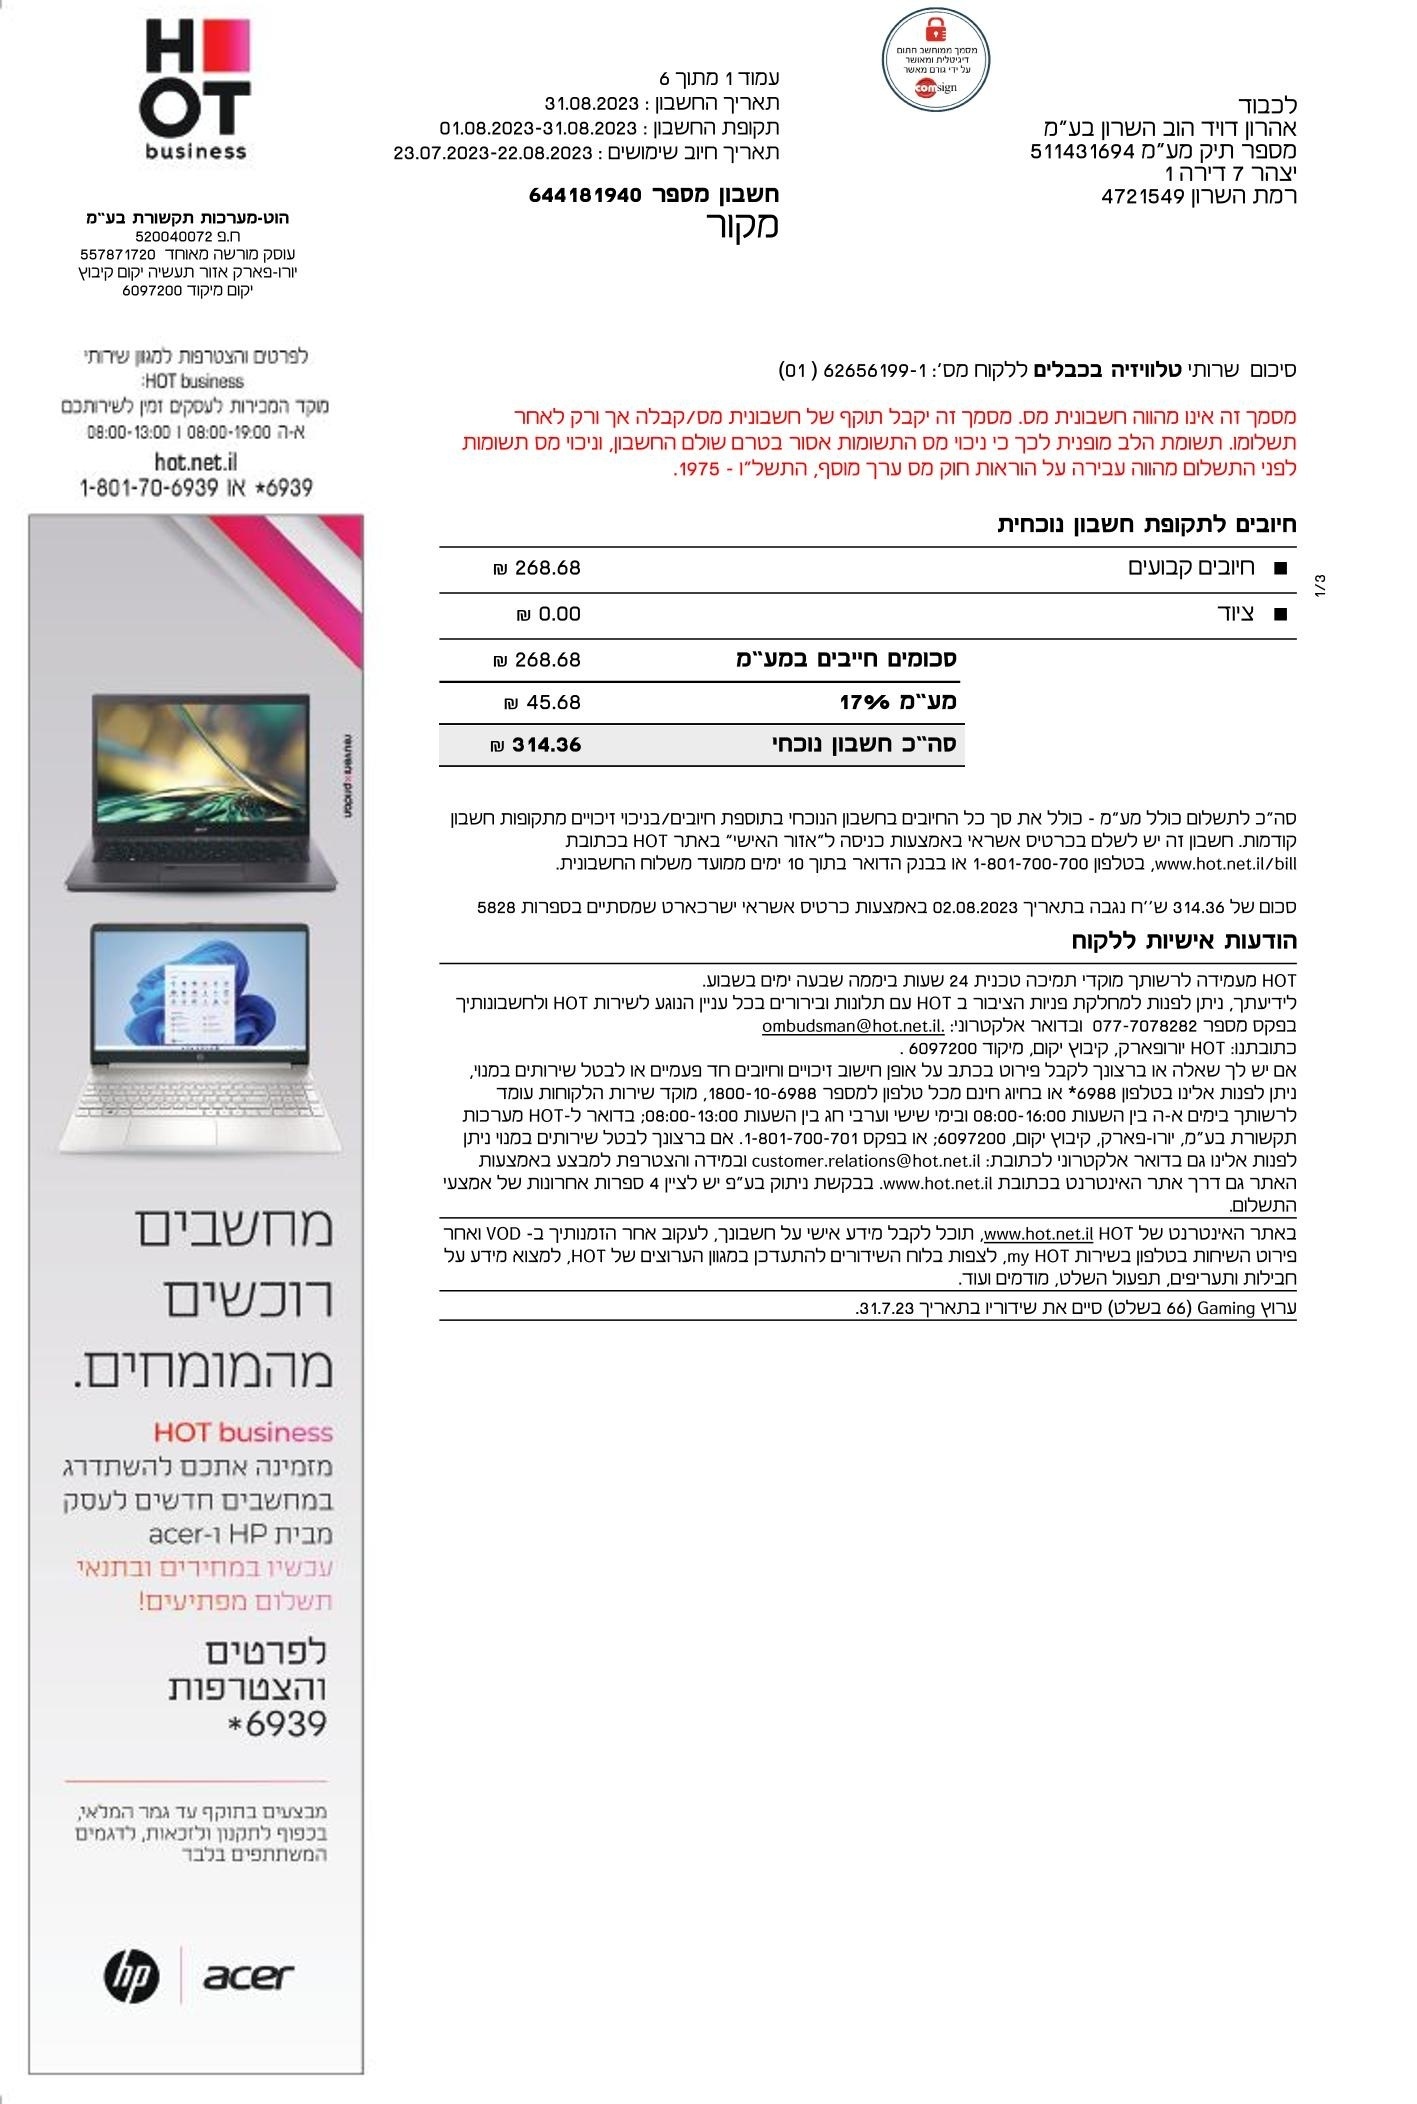 H
OT
business
הוט-מערכות תקשורת בע"מ
ח.פ 520040072
עוסק מורשה מאוחד 557871720
יורו-פארק אזור תעשיה יקום קיבוץ
יקום מיקוד 6097200
לפרטים והצטרפות למגוון שירותי
HOT business:
מוקד המכירות לעסקים זמין לשירותכם
א-ה 08:00-19:00 ו 08:00-13:00
hot.net.il
6939* או 1-801-70-6939
עמוד 1 מתוך 6
תאריך החשבון : 31.08.2023
תקופת החשבון : 01.08.2023-31.08.2023
תאריך חיוב שימושים : 23.07.2023-22.08.2023
חשבון מספר 644181940
מקור
מסמך ממוחשב חתום
דיגיטלית ומאושר
על ידי גורם מאשר
comsign
לכבוד
אהרון דויד הוב השרון בע"מ
מספר תיק מע"מ 511431694
יצהר 7 דירה 1
רמת השרון 4721549
סיכום שרותי טלוויזיה בכבלים ללקוח מס': 62656199-1 ( 01)
מסמך זה אינו מהווה חשבונית מס. מסמך זה יקבל תוקף של חשבונית מס/קבלה אך ורק לאחר
תשלומו. תשומת הלב מופנית לכך כי ניכוי מס התשומות אסור בטרם שולם החשבון, וניכוי מס תשומות
לפני התשלום מהווה עבירה על הוראות חוק מס ערך מוסף, התשל"ו - 1975.
חיובים לתקופת חשבון נוכחית
■ חיובים קבועים 268.68 ₪
■ ציוד 0.00 ₪
סכומים חייבים במע"מ 268.68 ₪
מע"מ 17% 45.68 ₪
סה"כ חשבון נוכחי 314.36 ₪
1/3
סה"כ לתשלום כולל מע"מ - כולל את סך כל החיובים בחשבון הנוכחי בתוספת חיובים/בניכוי זיכויים מתקופות חשבון
קודמות. חשבון זה יש לשלם בכרטיס אשראי באמצעות כניסה ל"אזור האישי" באתר HOT בכתובת
www.hot.net.il/bill, בטלפון 1-801-700-700 או בבנק הדואר בתוך 10 ימים ממועד משלוח החשבונית.
סכום של 314.36 ש''ח נגבה בתאריך 02.08.2023 באמצעות כרטיס אשראי ישרכארט שמסתיים בספרות 5828
הודעות אישיות ללקוח
HOT מעמידה לרשותך מוקדי תמיכה טכנית 24 שעות ביממה שבעה ימים בשבוע.
לידיעתך, ניתן לפנות למחלקת פניות הציבור ב HOT עם תלונות ובירורים בכל עניין הנוגע לשירות HOT ולחשבונותיך
בפקס מספר 077-7078282 ובדואר אלקטרוני: ombudsman@hot.net.il.
כתובתנו: HOT יורופארק, קיבוץ יקום, מיקוד 6097200 .
אם יש לך שאלה או ברצונך לקבל פירוט בכתב על אופן חישוב זיכויים וחיובים חד פעמיים או לבטל שירותים במנוי,
ניתן לפנות אלינו בטלפון 6988* או בחיוג חינם מכל טלפון למספר 1800-10-6988, מוקד שירות הלקוחות עומד
לרשותך בימים א-ה בין השעות 08:00-16:00 ובימי שישי וערבי חג בין השעות 08:00-13:00; בדואר ל-HOT מערכות
תקשורת בע"מ, יורו-פארק, קיבוץ יקום, 6097200; או בפקס 1-801-700-701. אם ברצונך לבטל שירותים במנוי ניתן
לפנות אלינו גם בדואר אלקטרוני לכתובת: customer.relations@hot.net.il ובמידה והצטרפת למבצע באמצעות
האתר גם דרך אתר האינטרנט בכתובת www.hot.net.il. בבקשת ניתוק בע"פ יש לציין 4 ספרות אחרונות של אמצעי
התשלום.
באתר האינטרנט של HOT www.hot.net.il, תוכל לקבל מידע אישי על חשבונך, לעקוב אחר הזמנותיך ב- VOD ואחר
פירוט השיחות בטלפון בשירות my HOT, לצפות בלוח השידורים להתעדכן במגוון הערוצים של HOT, למצוא מידע על
חבילות ותעריפים, תפעול השלט, מודמים ועוד.
ערוץ Gaming (66 בשלט) סיים את שידוריו בתאריך 31.7.23.
מחשבים
רוכשים
מהמומחים.
HOT business
מזמינה אתכם להשתדרג
במחשבים חדשים לעסק
מבית HP ו-acer
עכשיו במחירים ובתנאי
תשלום מפתיעים!
לפרטים
והצטרפות
6939*
מבצעים בתוקף עד גמר המלאי,
בכפוף לתקנון ולזכאות, לדגמים
המשתתפים בלבד
hp
acer